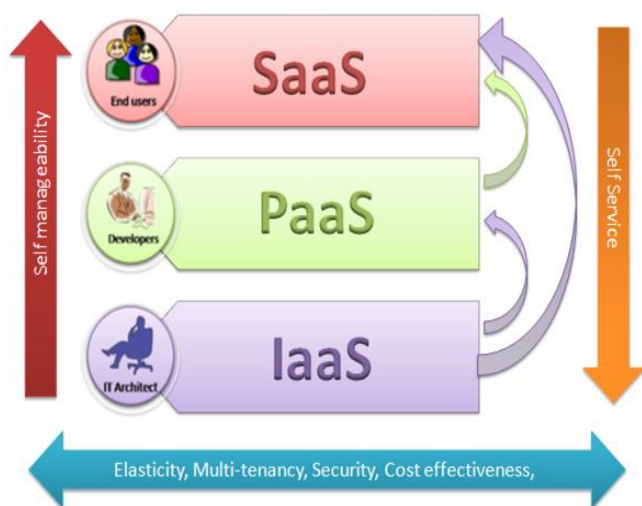 Self manageability
End users
SaaS
Developers
PaaS
IT Architect
IaaS
Self Service
Elasticity, Multi-tenancy, Security, Cost effectiveness,